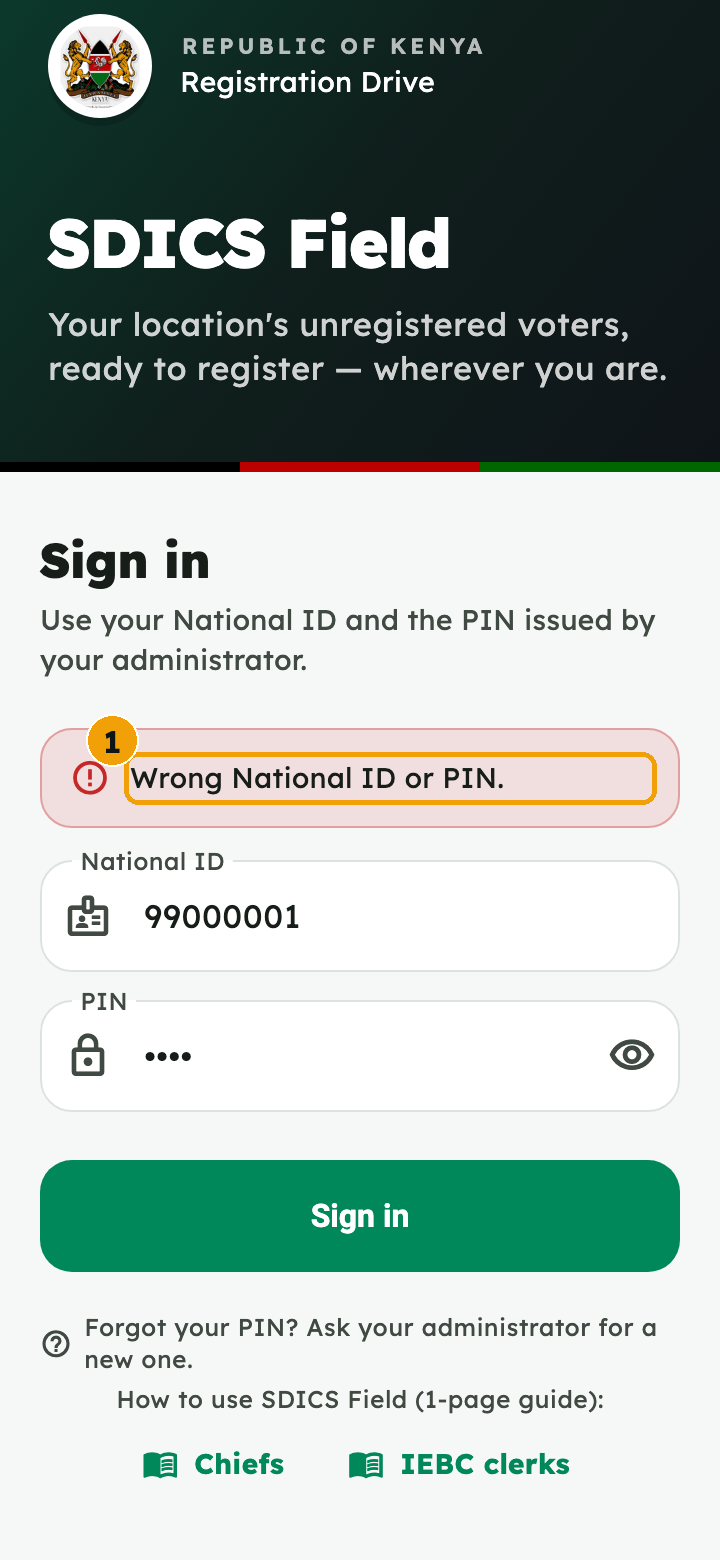 REPUBLIC OF KENYA
Registration Drive
SDICS Field
Your location's unregistered voters,
ready to register — wherever you are.
Sign in
Use your National ID and the PIN issued by
your administrator.
1
Wrong National ID or PIN.
National ID
99000001
PIN
••••
Sign in
Forgot your PIN? Ask your administrator for a
new one.
How to use SDICS Field (1-page guide):
Chiefs
IEBC clerks